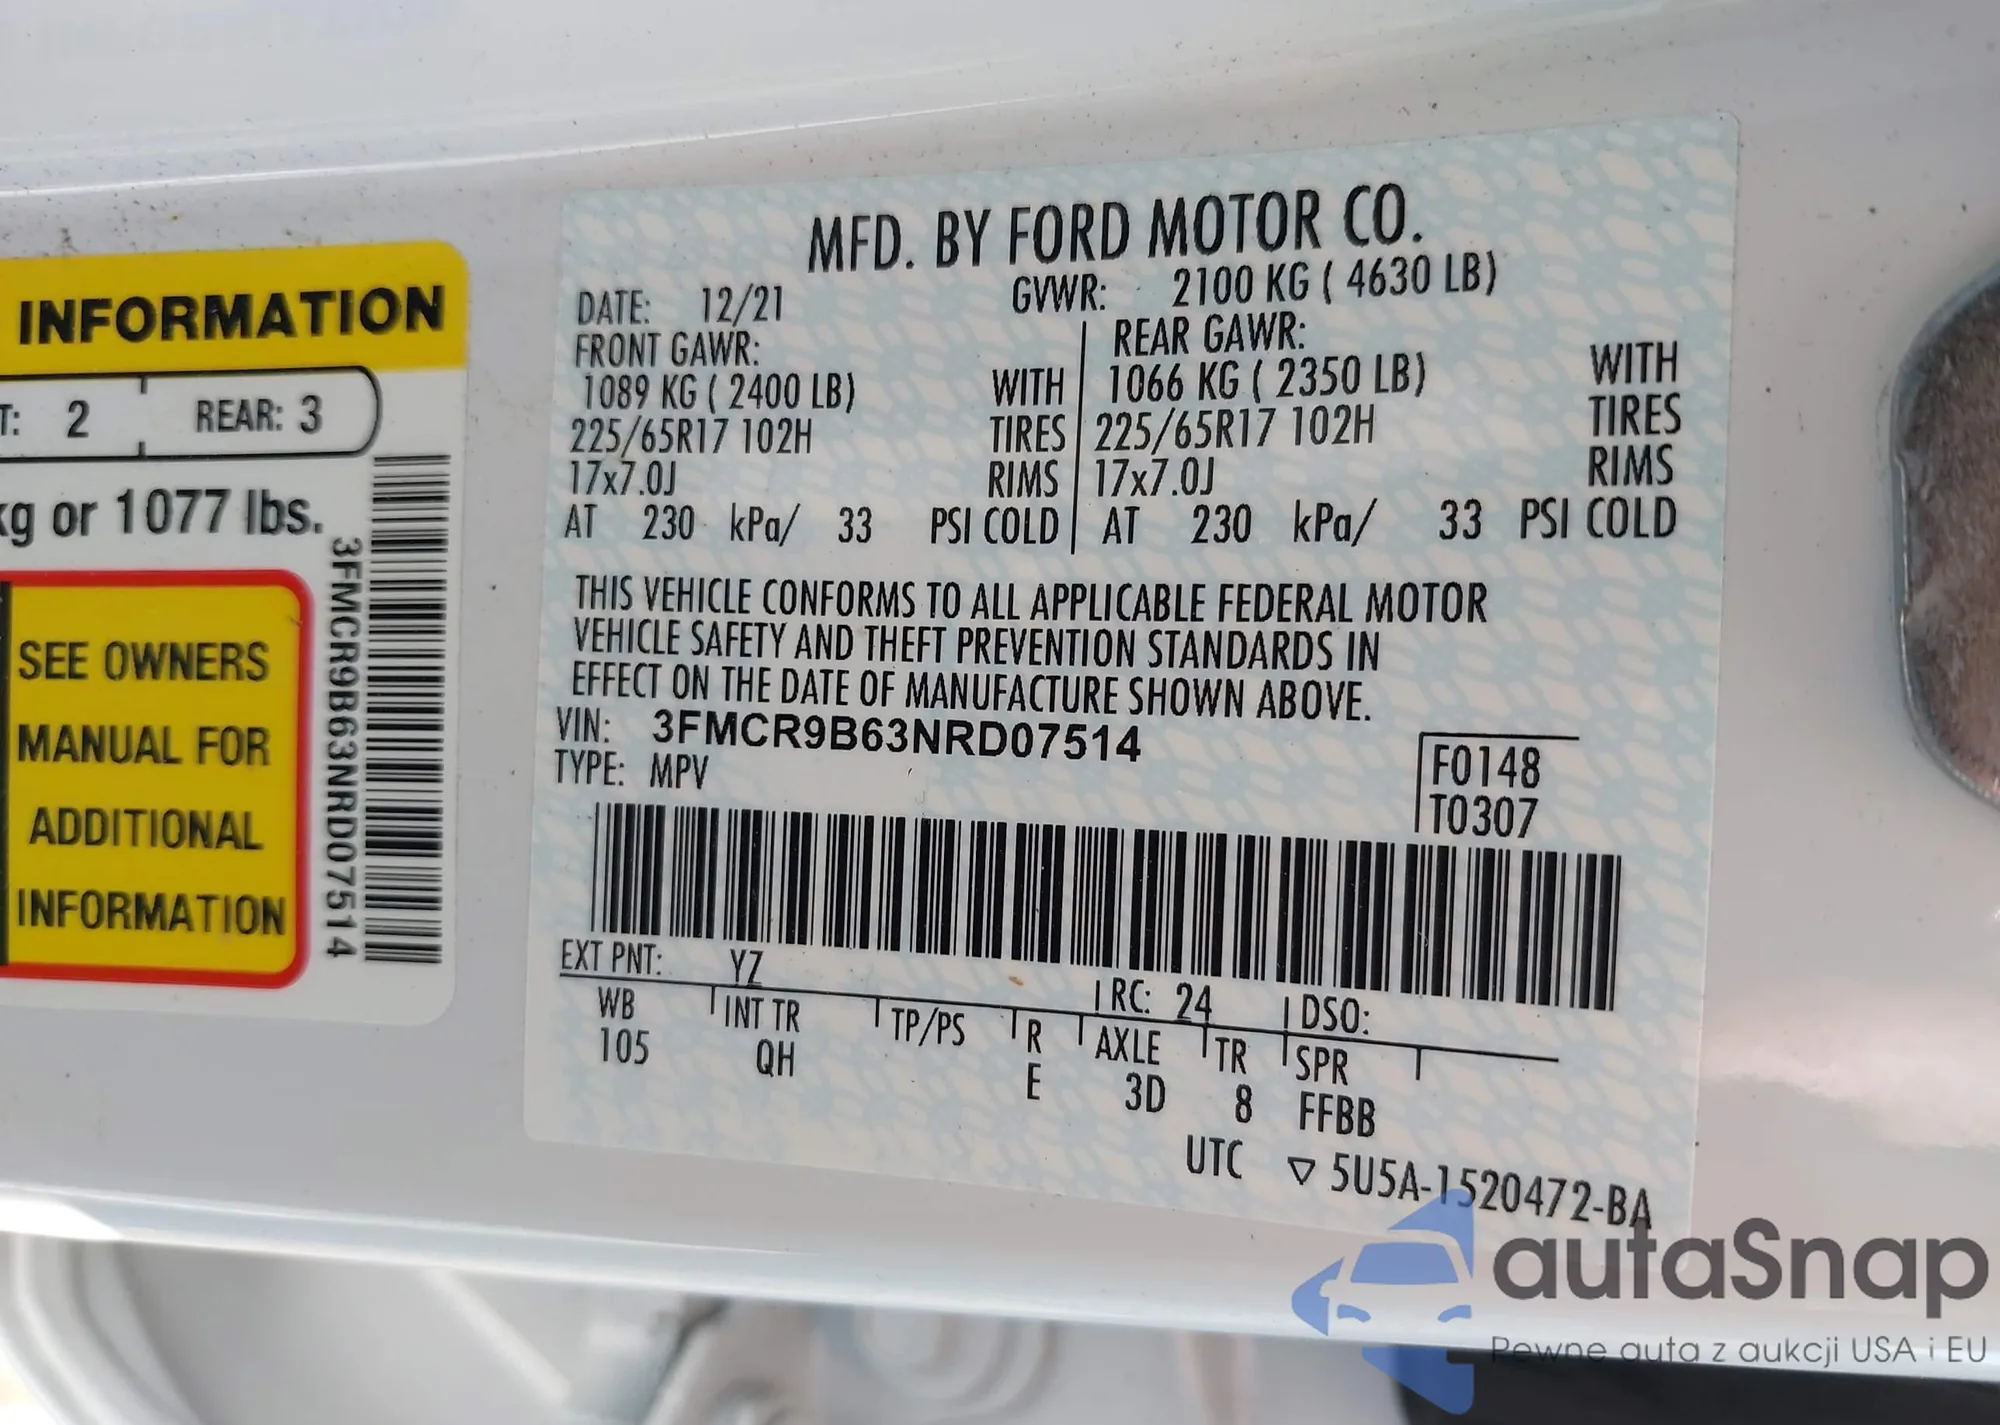 INFORMATION
T: 2 REAR: 3
kg or 1077 lbs.
SEE OWNERS
MANUAL FOR
ADDITIONAL
INFORMATION
3FMCR9B63NRD07514
MFD. BY FORD MOTOR CO.
DATE: 12/21 GVWR: 2100 KG ( 4630 LB)
FRONT GAWR: REAR GAWR:
1089 KG ( 2400 LB) WITH 1066 KG ( 2350 LB) WITH
225/65R17 102H TIRES 225/65R17 102H TIRES
17x7.0J RIMS 17x7.0J RIMS
AT 230 kPa/ 33 PSI COLD AT 230 kPa/ 33 PSI COLD
THIS VEHICLE CONFORMS TO ALL APPLICABLE FEDERAL MOTOR
VEHICLE SAFETY AND THEFT PREVENTION STANDARDS IN
EFFECT ON THE DATE OF MANUFACTURE SHOWN ABOVE.
VIN: 3FMCR9B63NRD07514
TYPE: MPV
F0148
T0307
EXT PNT: YZ RC: 24 DSO:
WB INT TR TP/PS R AXLE TR SPR
105 QH E 3D 8 FFBB
UTC ▽ 5U5A-1520472-BA
autaSnap
Pewne auta z aukcji USA i EU